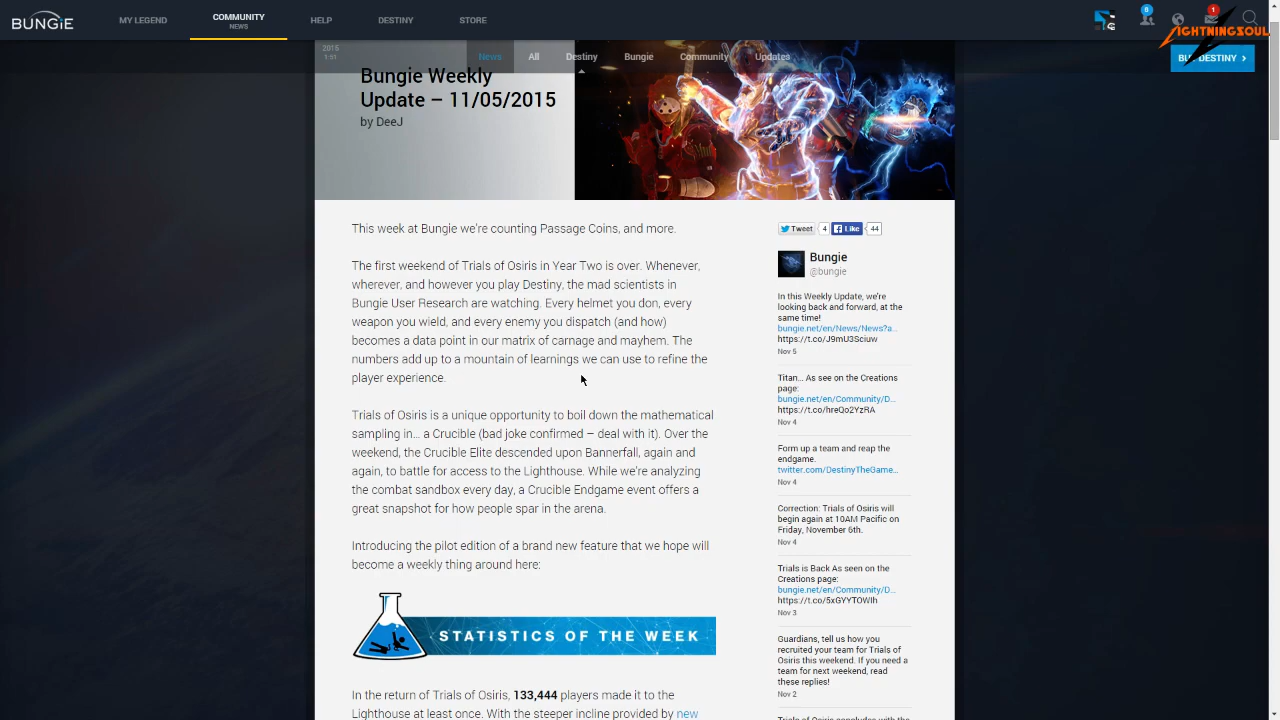 BUNGiE
MY LEGEND
COMMUNITY
NEWS
HELP
DESTINY
STORE
8
1
LIGHTNINGSOUL
2015
1:51
News
All
Destiny
Bungie
Community
Updates
DESTINY
Bungie Weekly
Update – 11/05/2015
by DeeJ
This week at Bungie we're counting Passage Coins, and more.
The first weekend of Trials of Osiris in Year Two is over. Whenever,
wherever, and however you play Destiny, the mad scientists in
Bungie User Research are watching. Every helmet you don, every
weapon you wield, and every enemy you dispatch (and how)
becomes a data point in our matrix of carnage and mayhem. The
numbers add up to a mountain of learnings we can use to refine the
player experience.
Trials of Osiris is a unique opportunity to boil down the mathematical
sampling in... a Crucible (bad joke confirmed – deal with it). Over the
weekend, the Crucible Elite descended upon Bannerfall, again and
again, to battle for access to the Lighthouse. While we're analyzing
the combat sandbox every day, a Crucible Endgame event offers a
great snapshot for how people spar in the arena.
Introducing the pilot edition of a brand new feature that we hope will
become a weekly thing around here:
STATISTICS OF THE WEEK
In the return of Trials of Osiris, 133,444 players made it to the
Lighthouse at least once. With the steeper incline provided by new
Tweet
4
Like
44
Bungie
@bungie
In this Weekly Update, we're
looking back and forward, at the
same time!
bungie.net/en/News/News?a...
https://t.co/J9mU3Sciuw
Nov 5
Titan... As see on the Creations
page:
bungie.net/en/Community/D...
https://t.co/hreQo2YzRA
Nov 4
Form up a team and reap the
endgame.
twitter.com/DestinyTheGame...
Nov 4
Correction: Trials of Osiris will
begin again at 10AM Pacific on
Friday, November 6th.
Nov 4
Trials is Back As seen on the
Creations page:
bungie.net/en/Community/D...
https://t.co/5xGYYTOWIh
Nov 3
Guardians, tell us how you
recruited your team for Trials of
Osiris this weekend. If you need a
team for next weekend, read
these replies!
Nov 2
Trials of Osiris concludes with the